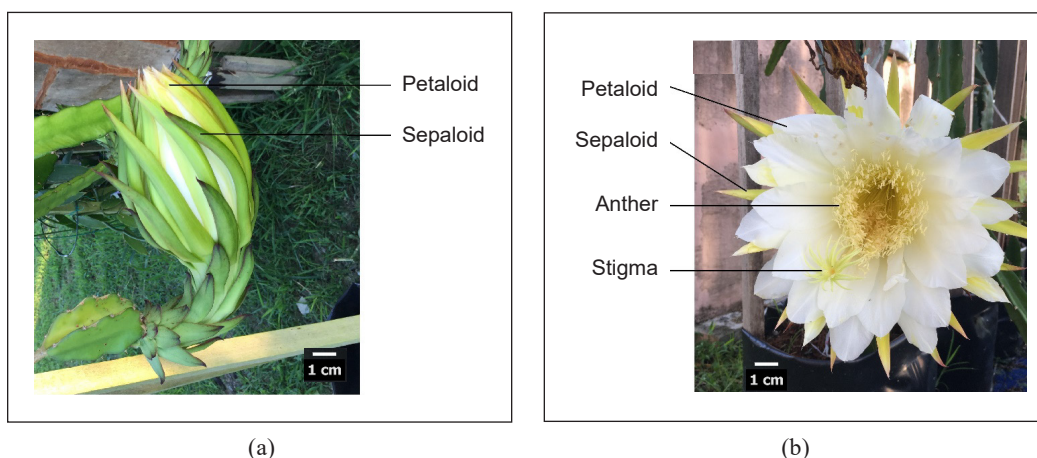 Petaloid
Sepaloid
1 cm
(a)
Petaloid
Sepaloid
Anther
Stigma
1 cm
(b)